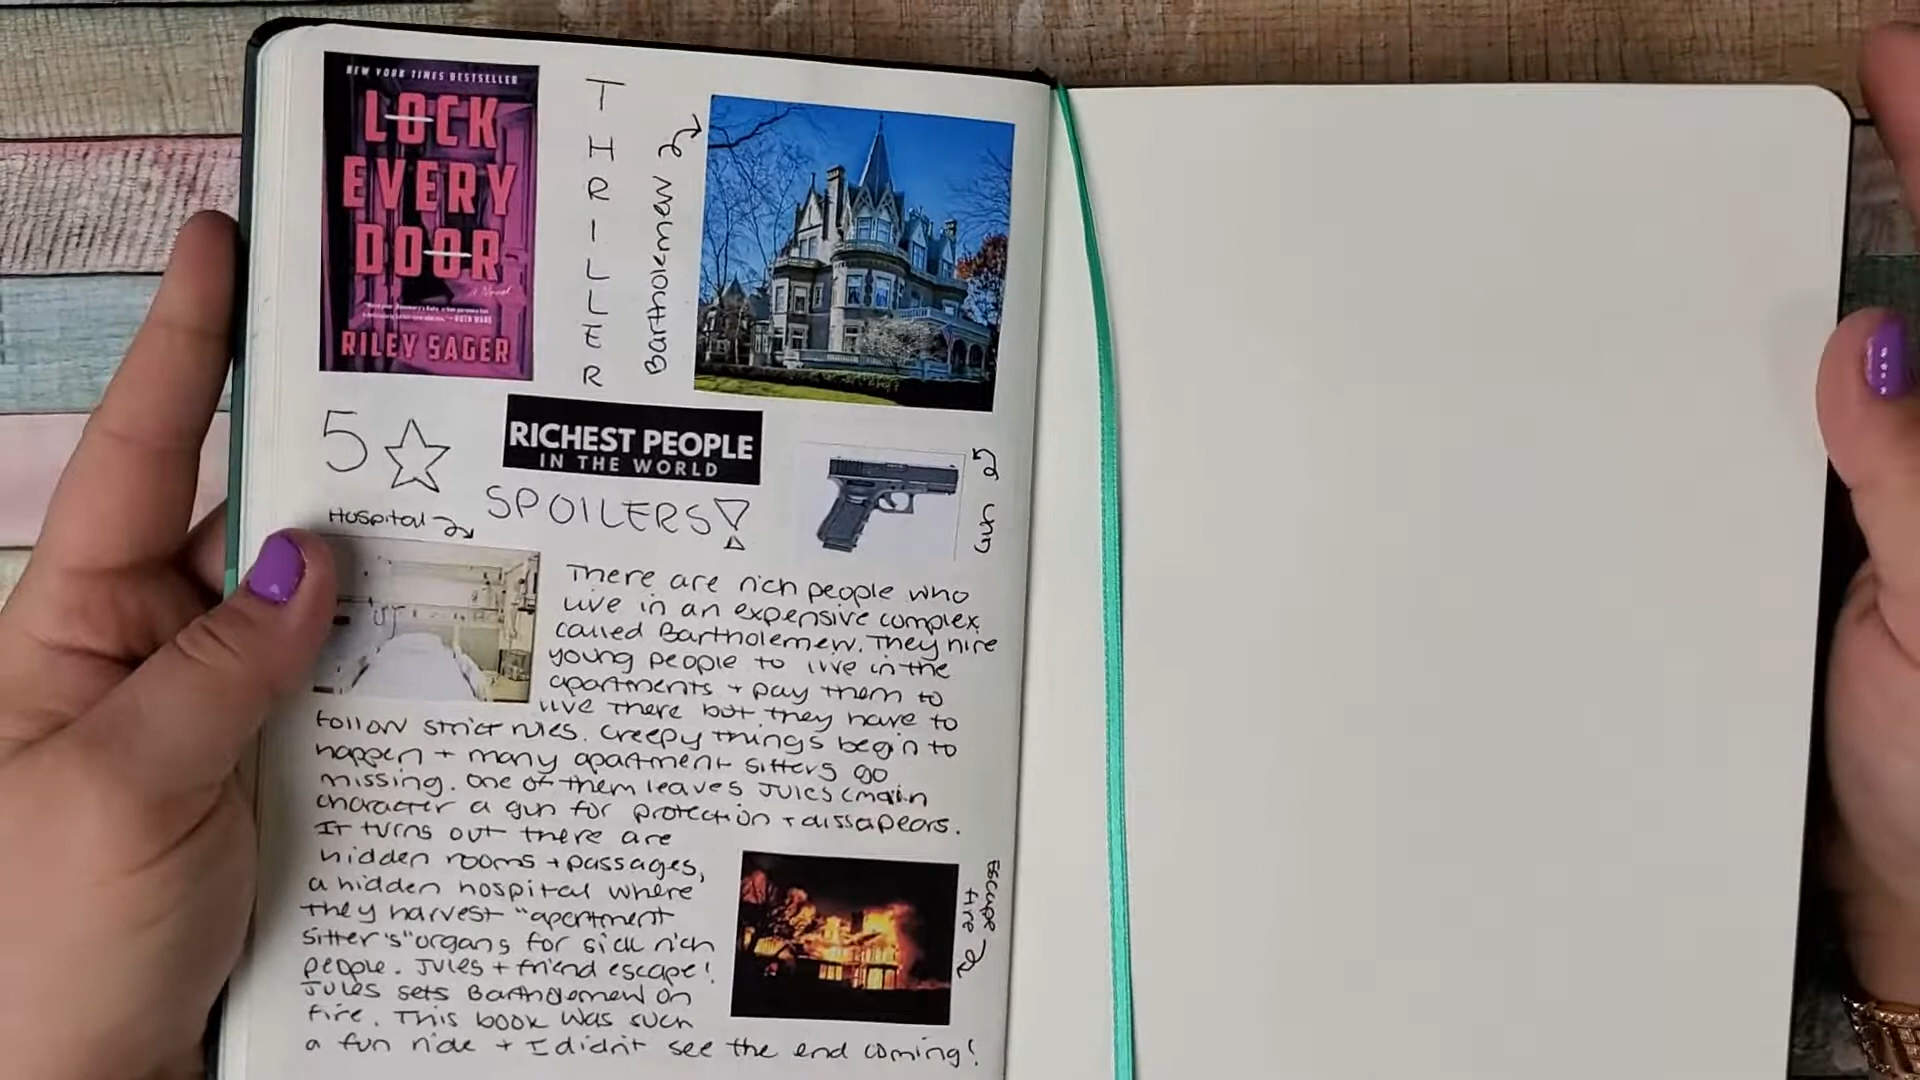 NEW YORK TIMES BESTSELLER
LOCK
EVERY
DOOR
a Novel
RILEY SAGER
THRILLER
Bartholemew
5
RICHEST PEOPLE
IN THE WORLD
SPOILERS!
gun
Hospital
There are rich people who
live in an expensive complex
called Bartholemew. They hire
young people to live in the
apartments + pay them to
live there but they have to
follow strict rules. Creepy things begin to
happen + many apartment sitters go
missing. One of them leaves Jules (main
character a gun for protection + dissapears.
It turns out there are
hidden rooms + passages,
a hidden hospital where
they harvest "apartment
sitter's" organs for sick rich
people. Jules + friend escape!
Jules sets Bartholemew on
fire. This book was such
a fun ride + I didn't see the end coming!
Escape
fire